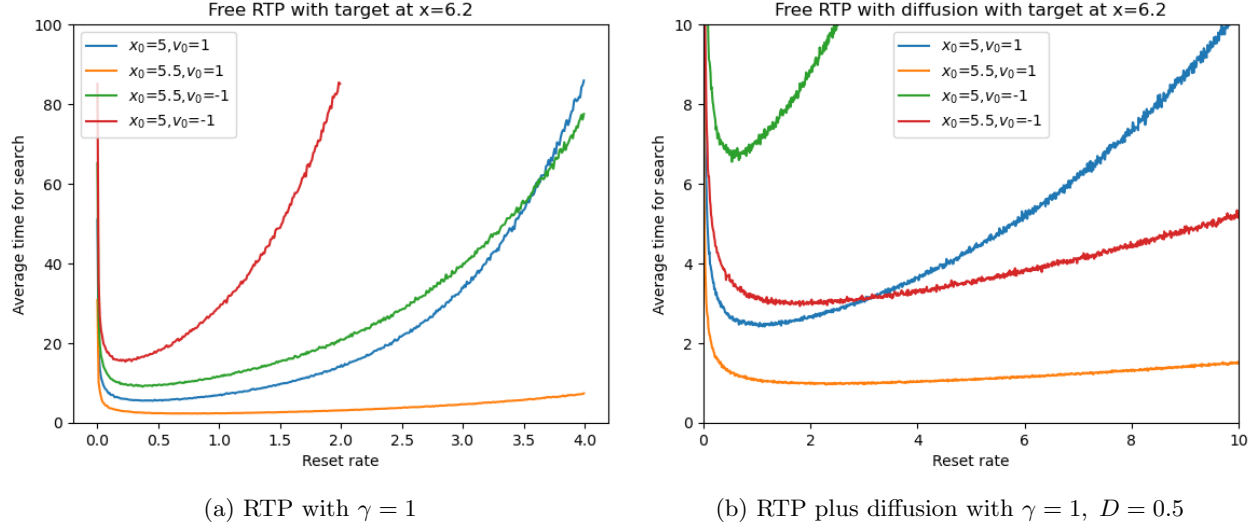 Free RTP with target at x=6.2
100
80
60
40
20
0
Average time for search
x₀=5,v₀=1
x₀=5.5,v₀=1
x₀=5.5,v₀=-1
x₀=5,v₀=-1
0.0 0.5 1.0 1.5 2.0 2.5 3.0 3.5 4.0
Reset rate
(a) RTP with γ = 1
Free RTP with diffusion with target at x=6.2
10
8
6
4
2
0
Average time for search
x₀=5,v₀=1
x₀=5.5,v₀=1
x₀=5,v₀=-1
x₀=5.5,v₀=-1
0 2 4 6 8 10
Reset rate
(b) RTP plus diffusion with γ = 1, D = 0.5